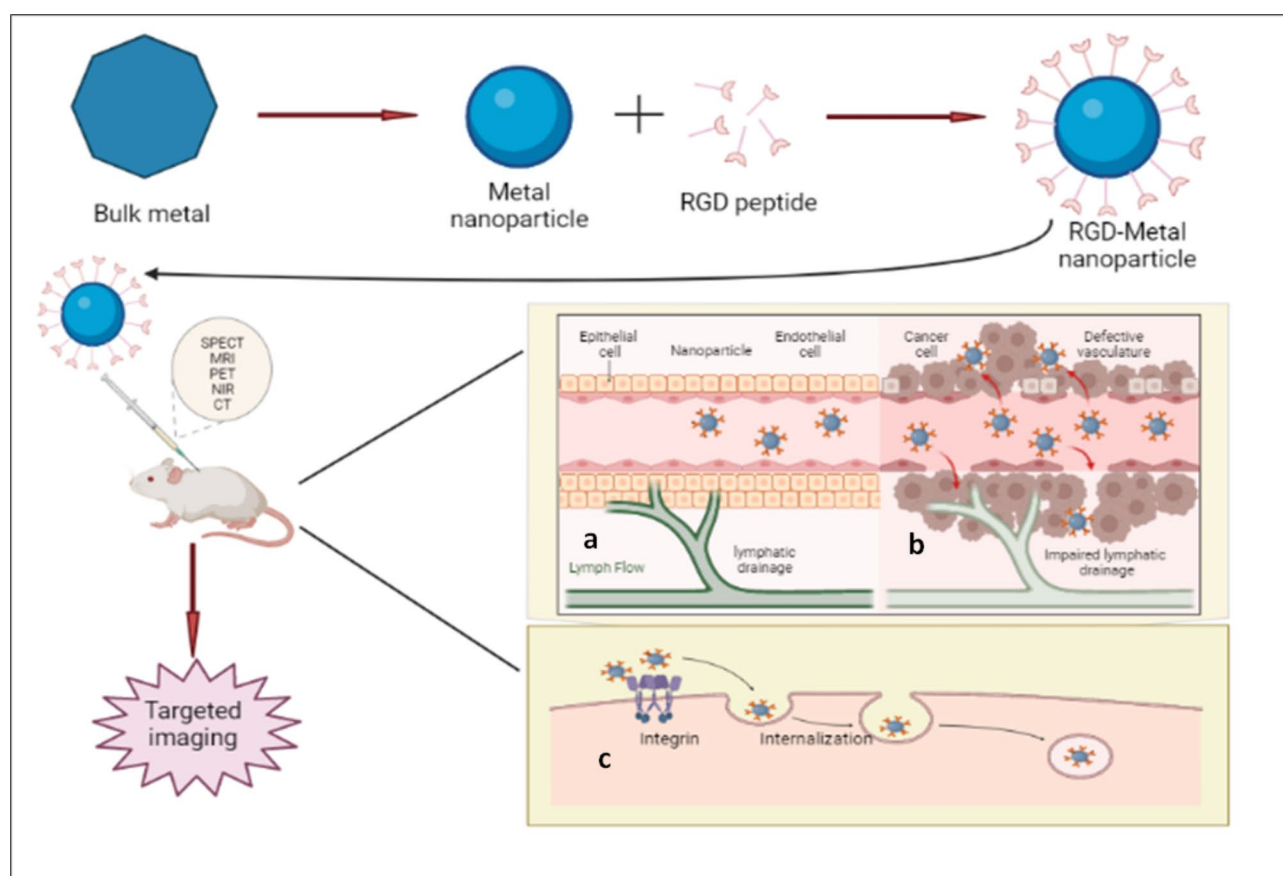 Bulk metal
Metal
nanoparticle
RGD peptide
RGD-Metal
nanoparticle
SPECT
MRI
PET
NIR
CT
Epithelial
cell
Nanoparticle
Endothelial
cell
Cancer
cell
Defective
vasculature
a
Lymph Flow
lymphatic
drainage
b
Impaired lymphatic
drainage
Targeted
imaging
Integrin
Internalization
c